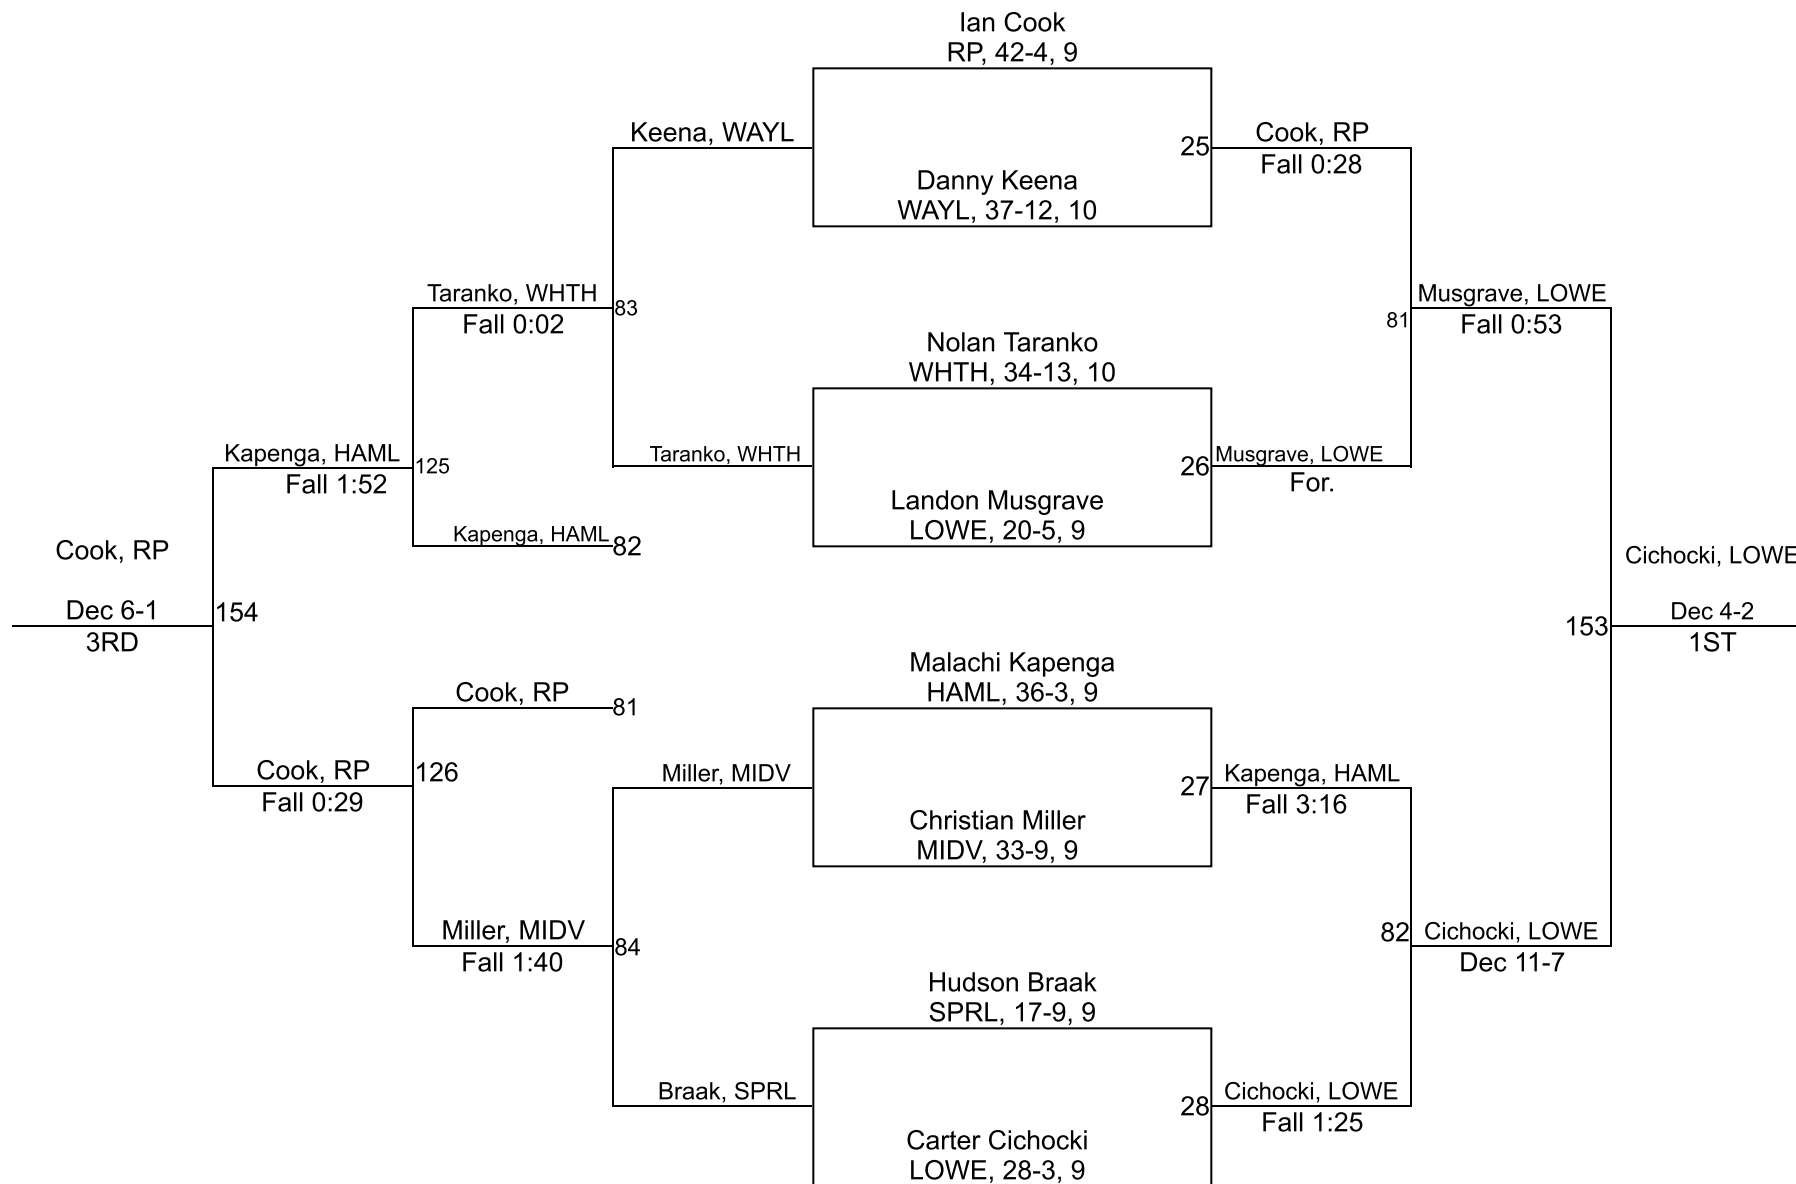 Ian Cook
RP, 42-4, 9
Keena, WAYL
25
Cook, RP
Fall 0:28
Danny Keena
WAYL, 37-12, 10
Taranko, WHTH
Fall 0:02
83
Musgrave, LOWE
Fall 0:53
81
Nolan Taranko
WHTH, 34-13, 10
Kapenga, HAML
Fall 1:52
125
Taranko, WHTH
26
Musgrave, LOWE
For.
Landon Musgrave
LOWE, 20-5, 9
Kapenga, HAML
82
Cook, RP
Dec 6-1
3RD
154
Cichocki, LOWE
Dec 4-2
1ST
153
Malachi Kapenga
HAML, 36-3, 9
Cook, RP
81
Cook, RP
Fall 0:29
126
Miller, MIDV
27
Kapenga, HAML
Fall 3:16
Christian Miller
MIDV, 33-9, 9
Miller, MIDV
Fall 1:40
84
82
Cichocki, LOWE
Dec 11-7
Hudson Braak
SPRL, 17-9, 9
Braak, SPRL
28
Cichocki, LOWE
Fall 1:25
Carter Cichocki
LOWE, 28-3, 9